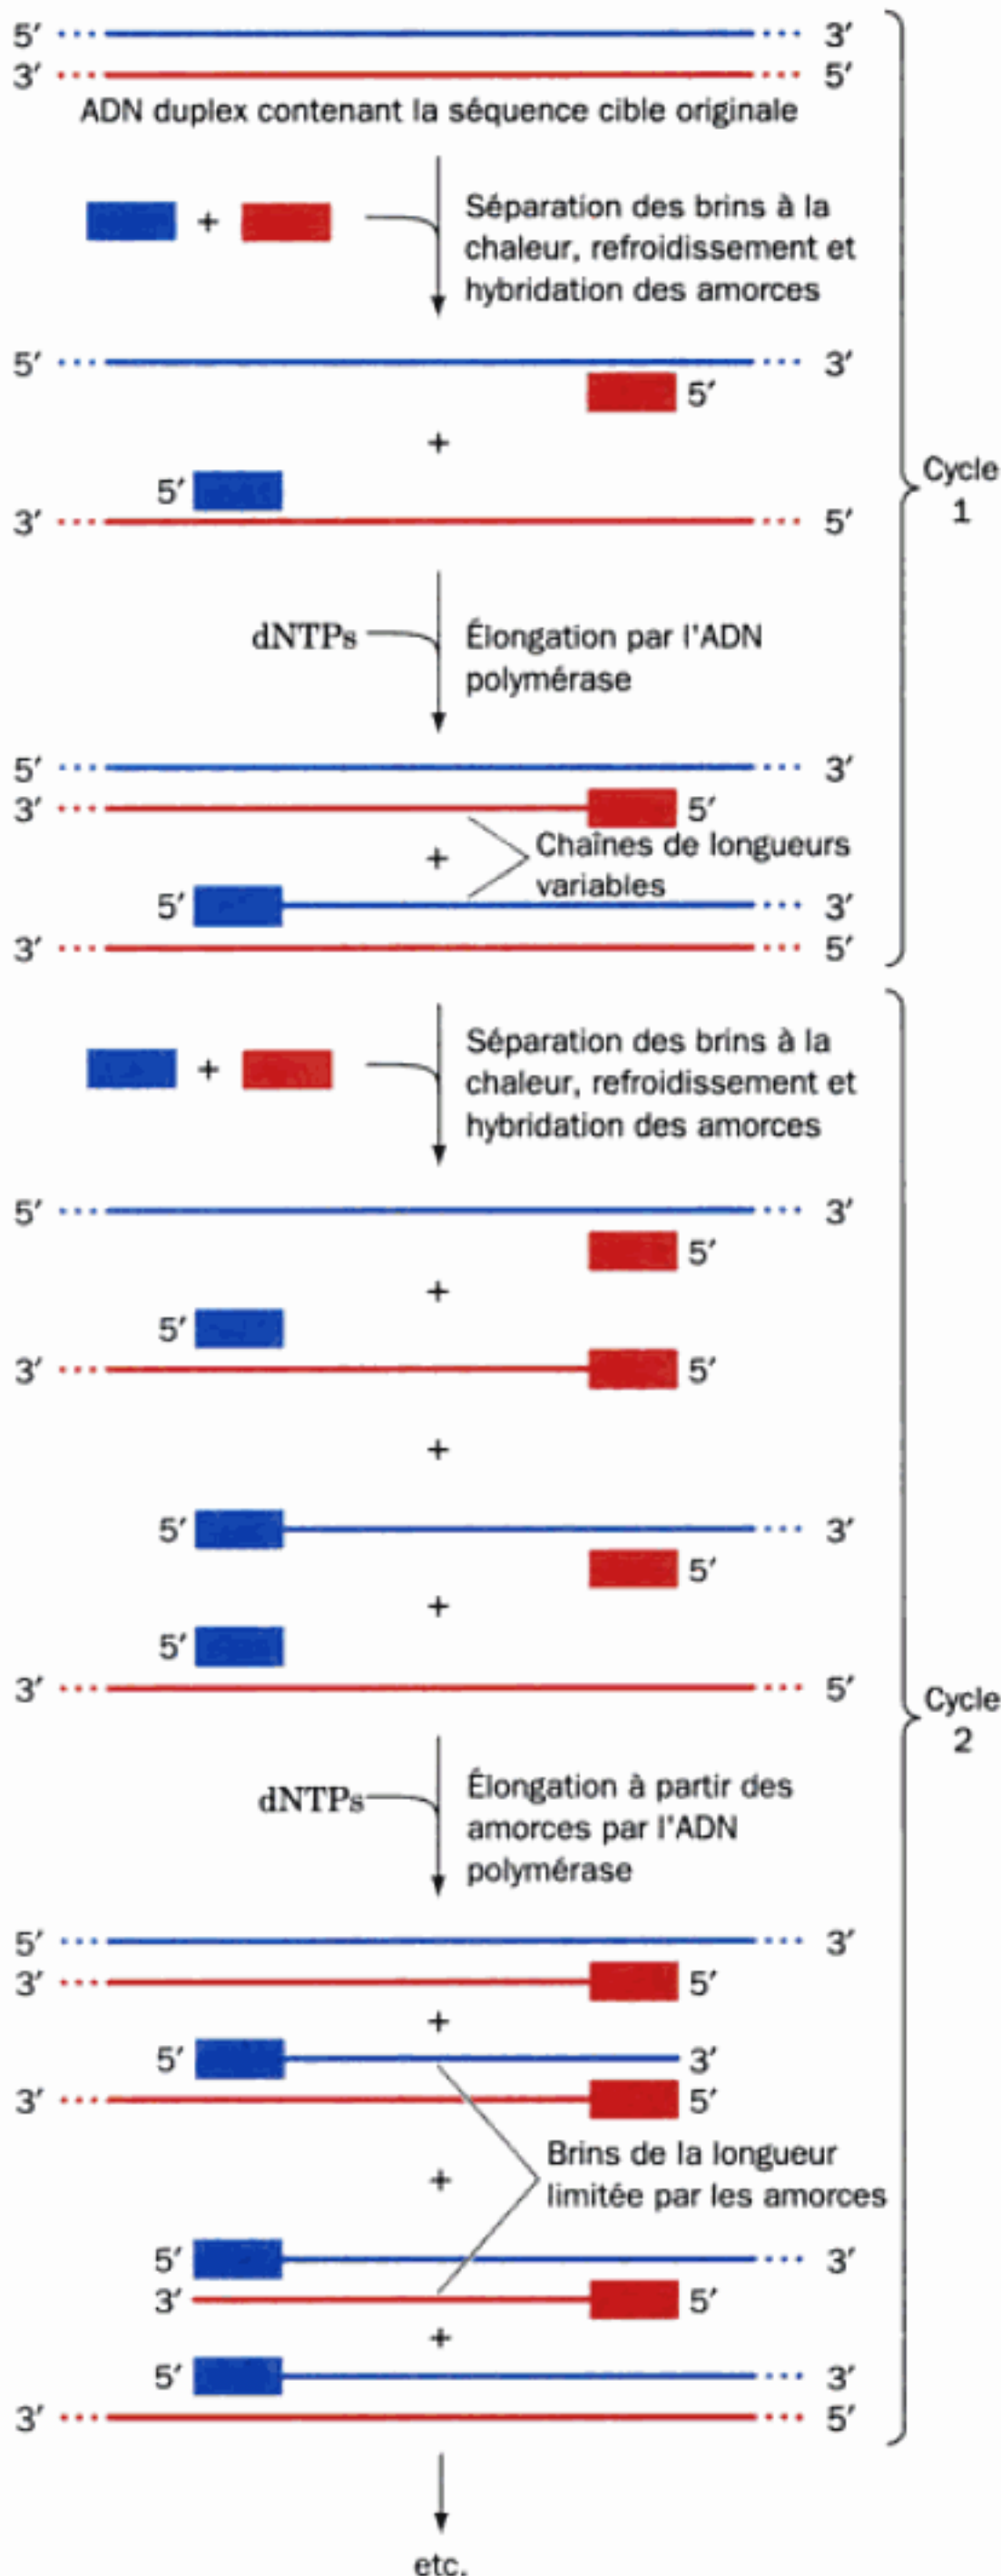 5′ 3′
3′ 5′
ADN duplex contenant la séquence cible originale
+
Séparation des brins à la
chaleur, refroidissement et
hybridation des amorces
5′ 3′
5′
+
5′
3′ 5′
Cycle
1
dNTPs
Élongation par l'ADN
polymérase
5′ 3′
3′ 5′
+
Chaînes de longueurs
variables
5′ 3′
3′ 5′
+
Séparation des brins à la
chaleur, refroidissement et
hybridation des amorces
5′ 3′
5′
+
5′
3′ 5′
+
5′ 3′
5′
+
5′
3′ 5′
Cycle
2
dNTPs
Élongation à partir des
amorces par l'ADN
polymérase
5′ 3′
3′ 5′
+
5′ 3′
3′ 5′
+
Brins de la longueur
limitée par les amorces
5′ 3′
3′ 5′
+
5′ 3′
3′ 5′
etc.